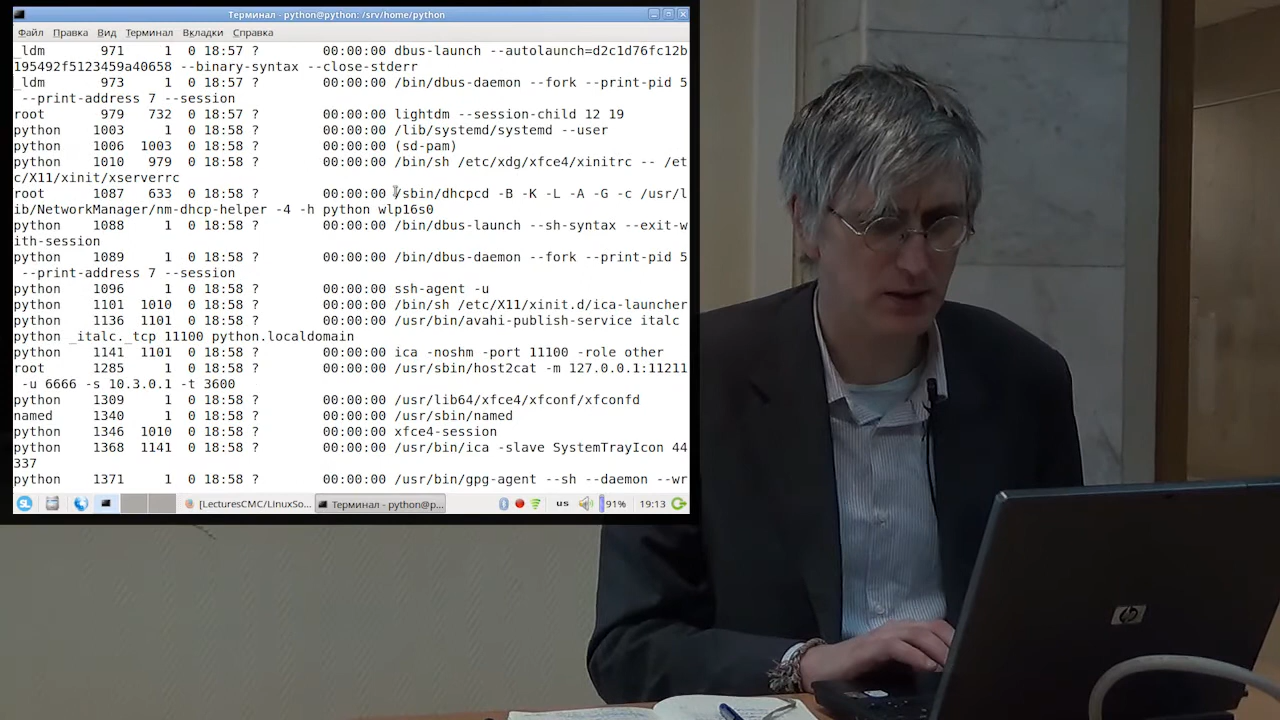 Терминал - python@python: /srv/home/python
Файл Правка Вид Терминал Вкладки Справка
_ldm 971 1 0 18:57 ? 00:00:00 dbus-launch --autolaunch=d2c1d76fc12b
195492f5123459a40658 --binary-syntax --close-stderr
_ldm 973 1 0 18:57 ? 00:00:00 /bin/dbus-daemon --fork --print-pid 5
--print-address 7 --session
root 979 732 0 18:57 ? 00:00:00 lightdm --session-child 12 19
python 1003 1 0 18:58 ? 00:00:00 /lib/systemd/systemd --user
python 1006 1003 0 18:58 ? 00:00:00 (sd-pam)
python 1010 979 0 18:58 ? 00:00:00 /bin/sh /etc/xdg/xfce4/xinitrc -- /et
c/X11/xinit/xserverrc
root 1087 633 0 18:58 ? 00:00:00 /sbin/dhcpcd -B -K -L -A -G -c /usr/l
ib/NetworkManager/nm-dhcp-helper -4 -h python wlp16s0
python 1088 1 0 18:58 ? 00:00:00 /bin/dbus-launch --sh-syntax --exit-w
ith-session
python 1089 1 0 18:58 ? 00:00:00 /bin/dbus-daemon --fork --print-pid 5
--print-address 7 --session
python 1096 1 0 18:58 ? 00:00:00 ssh-agent -u
python 1101 1010 0 18:58 ? 00:00:00 /bin/sh /etc/X11/xinit.d/ica-launcher
python 1136 1101 0 18:58 ? 00:00:00 /usr/bin/avahi-publish-service italc
python _italc._tcp 11100 python.localdomain
python 1141 1101 0 18:58 ? 00:00:00 ica -noshm -port 11100 -role other
root 1285 1 0 18:58 ? 00:00:00 /usr/sbin/host2cat -m 127.0.0.1:11211
-u 6666 -s 10.3.0.1 -t 3600
python 1309 1 0 18:58 ? 00:00:00 /usr/lib64/xfce4/xfconf/xfconfd
named 1340 1 0 18:58 ? 00:00:00 /usr/sbin/named
python 1346 1010 0 18:58 ? 00:00:00 xfce4-session
python 1368 1141 0 18:58 ? 00:00:00 /usr/bin/ica -slave SystemTrayIcon 44
337
python 1371 1 0 18:58 ? 00:00:00 /usr/bin/gpg-agent --sh --daemon --wr
[LecturesCMC/LinuxSo... Терминал - python@p... us 91% 19:13
hp